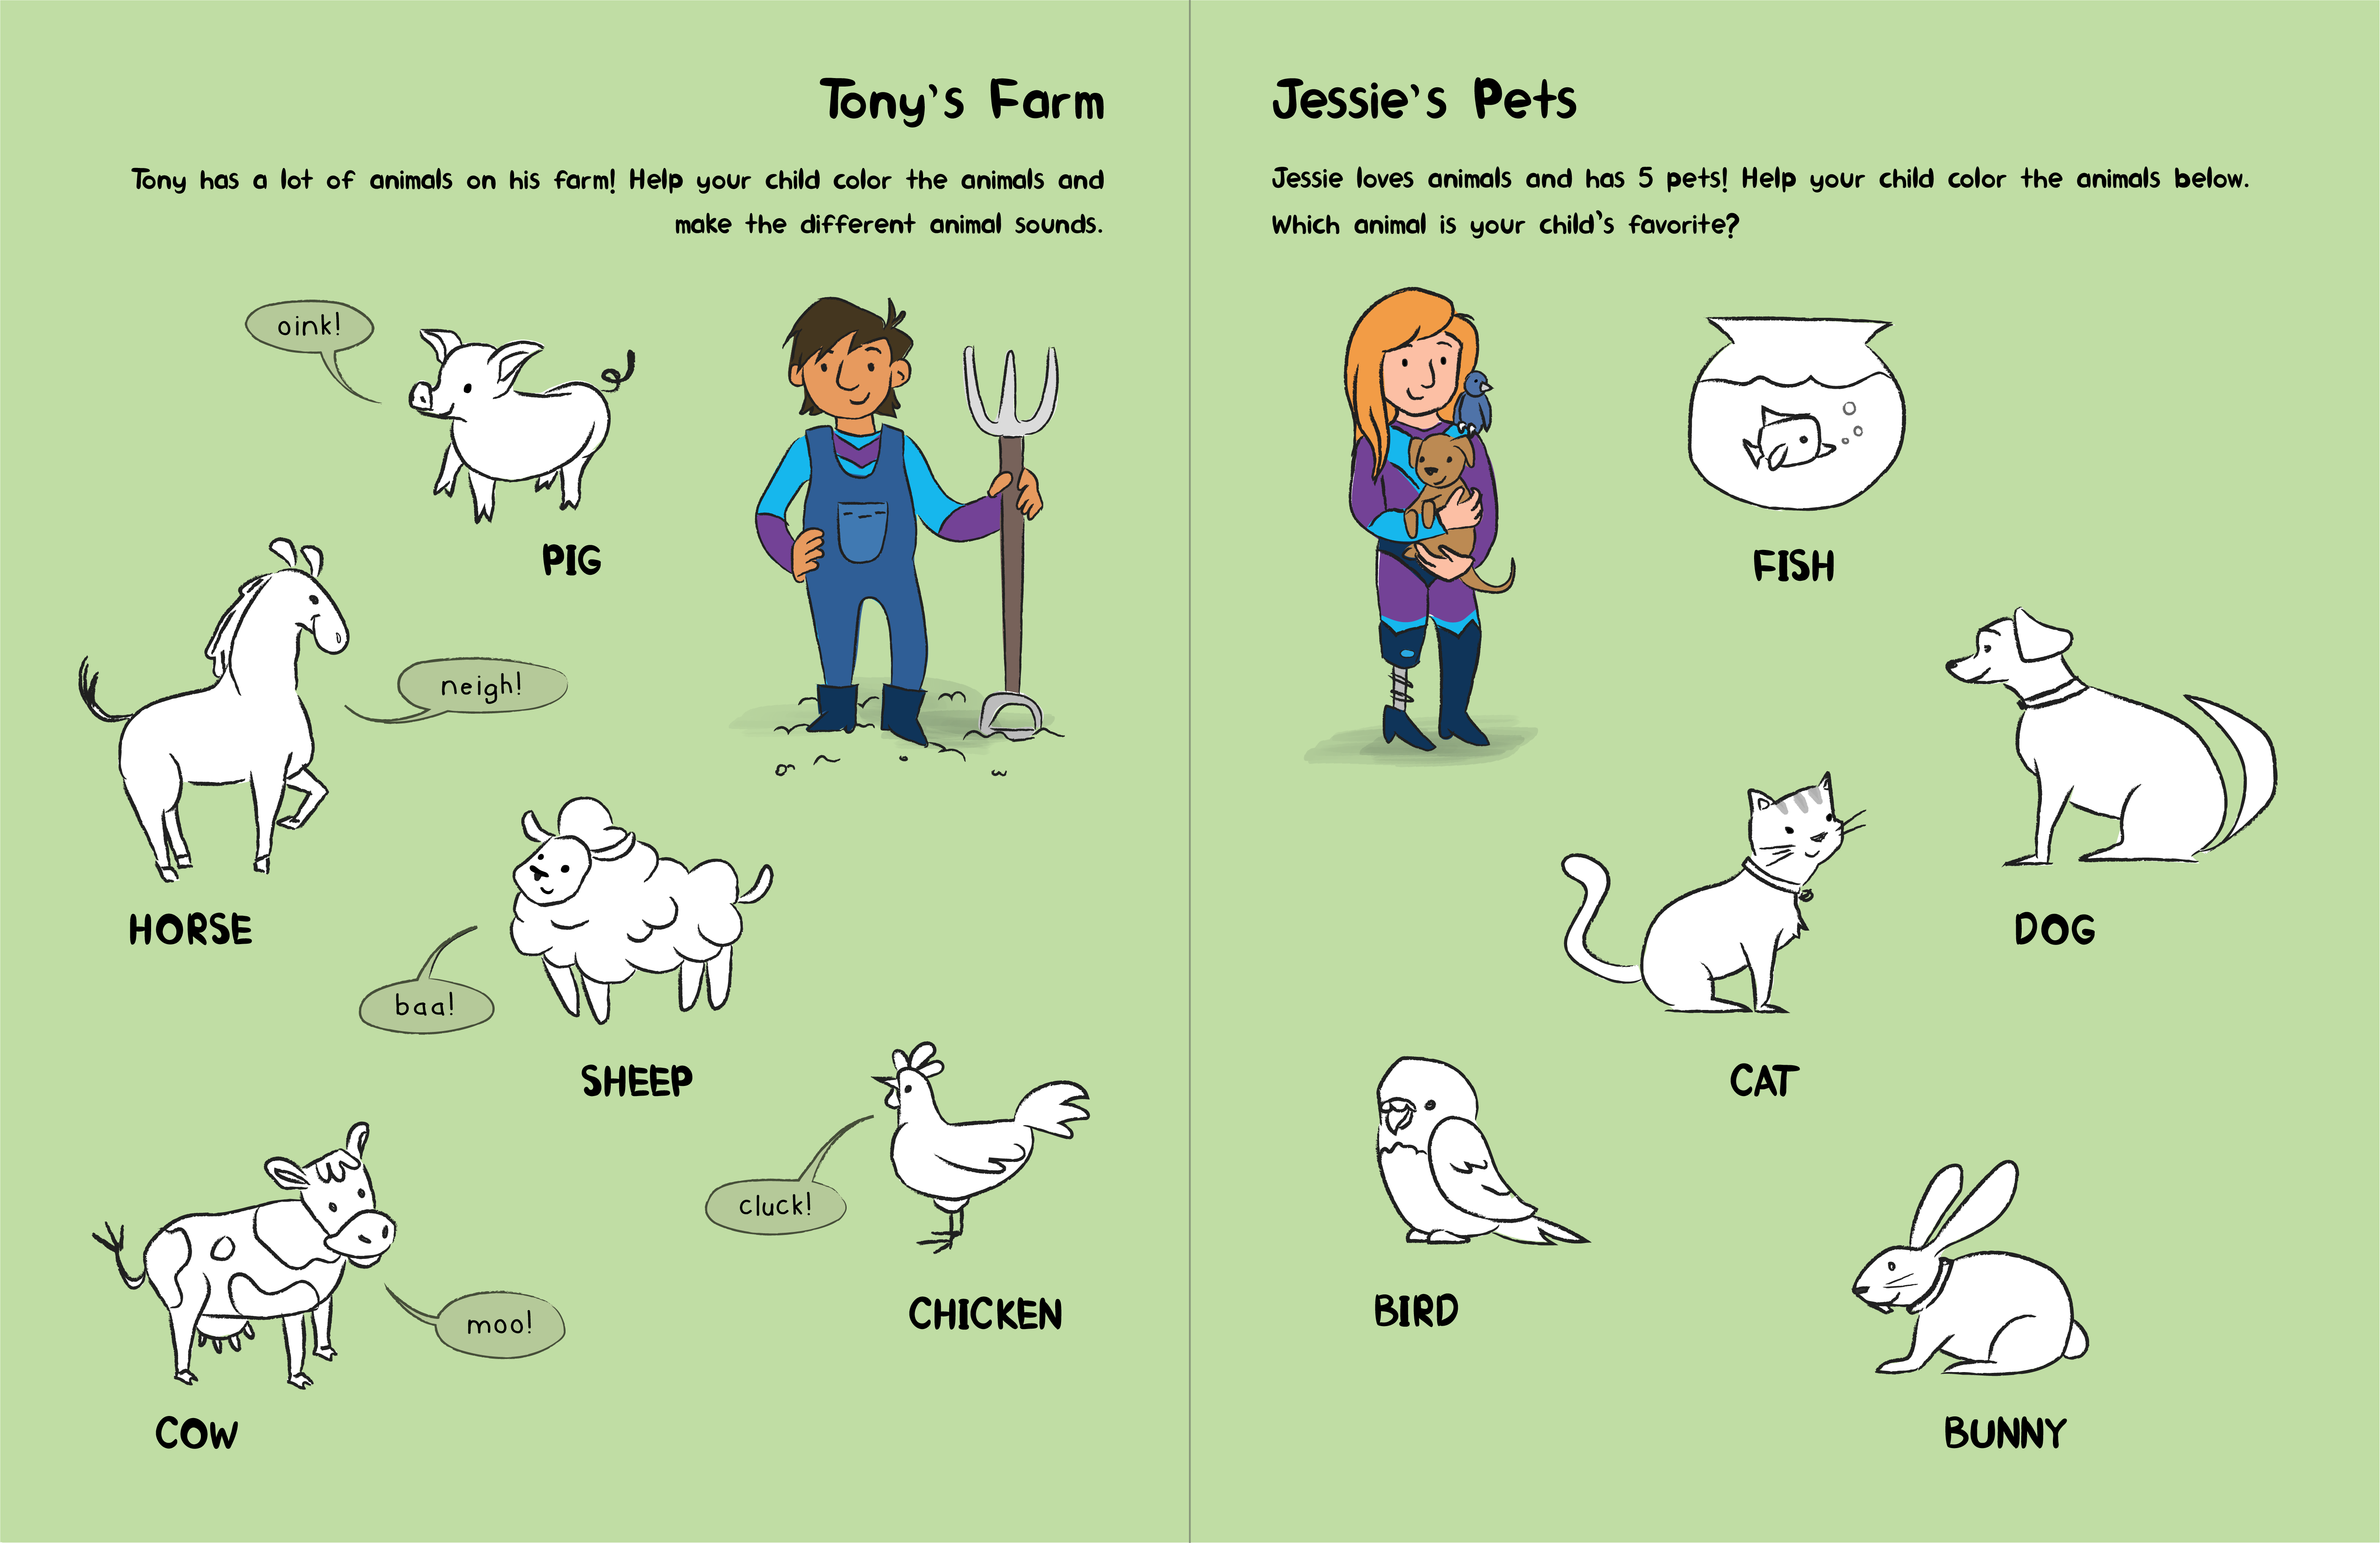 Tony's Farm
Tony has a lot of animals on his farm! Help your child color the animals and
make the different animal sounds.
oink!
PIG
neigh!
HORSE
baa!
SHEEP
cluck!
CHICKEN
moo!
COW
Jessie's Pets
Jessie loves animals and has 5 pets! Help your child color the animals below.
Which animal is your child's favorite?
FISH
DOG
CAT
BIRD
BUNNY